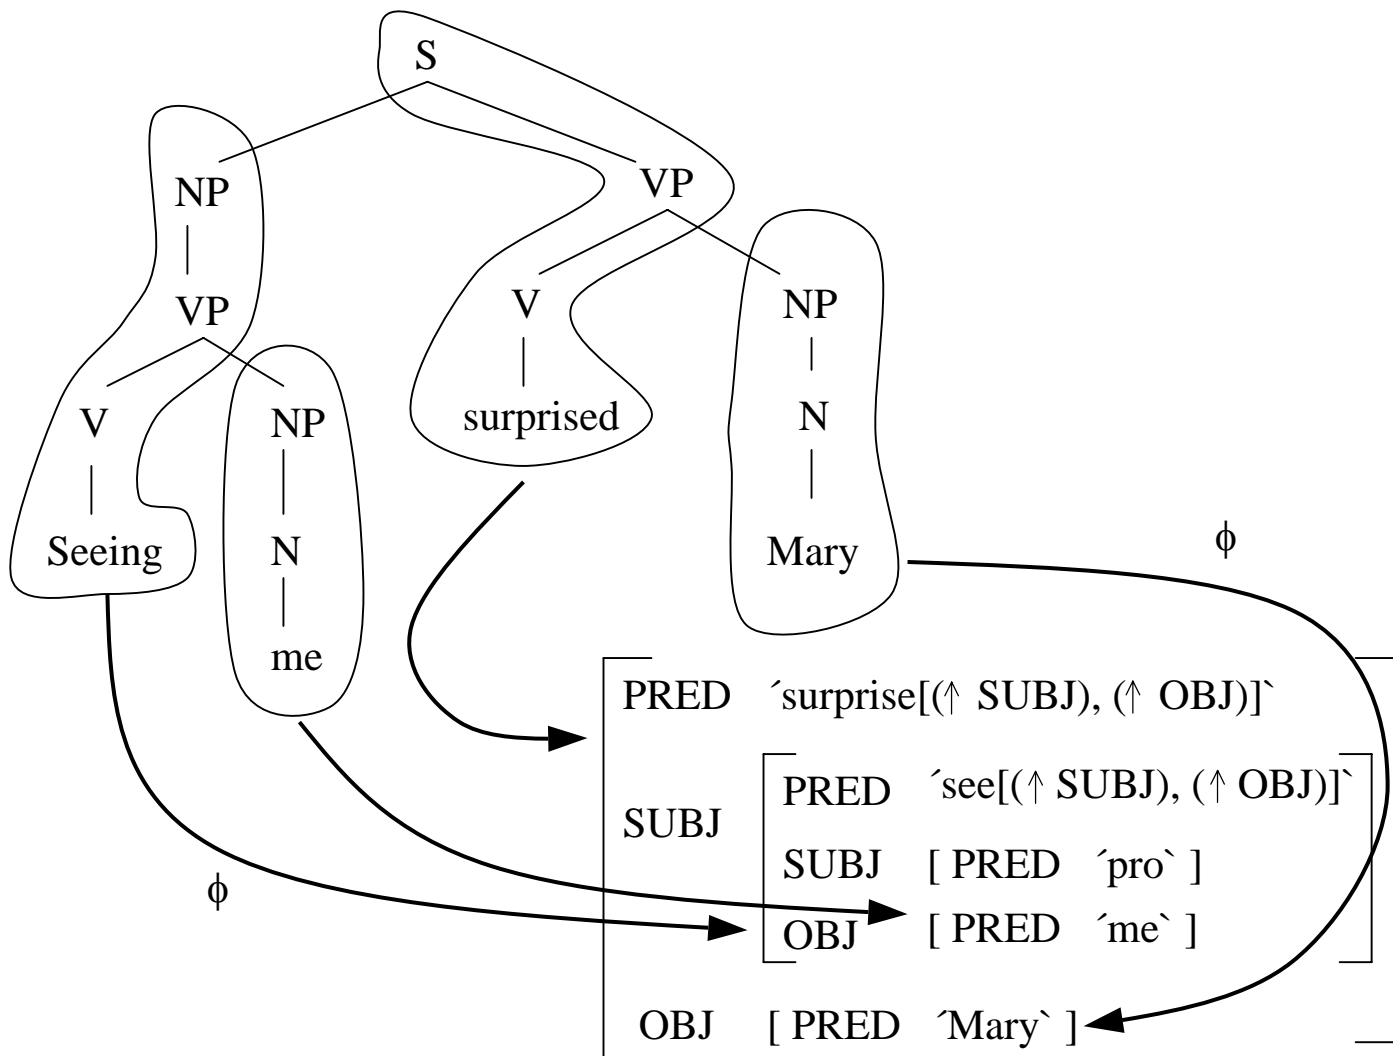 S
NP VP
VP V NP
V NP surprised N
Seeing N Mary ϕ
me
PRED ´surprise[(↑ SUBJ), (↑ OBJ)]`
PRED ´see[(↑ SUBJ), (↑ OBJ)]`
SUBJ
SUBJ [ PRED ´pro` ]
ϕ
OBJ [ PRED ´me` ]
OBJ [ PRED ´Mary` ]